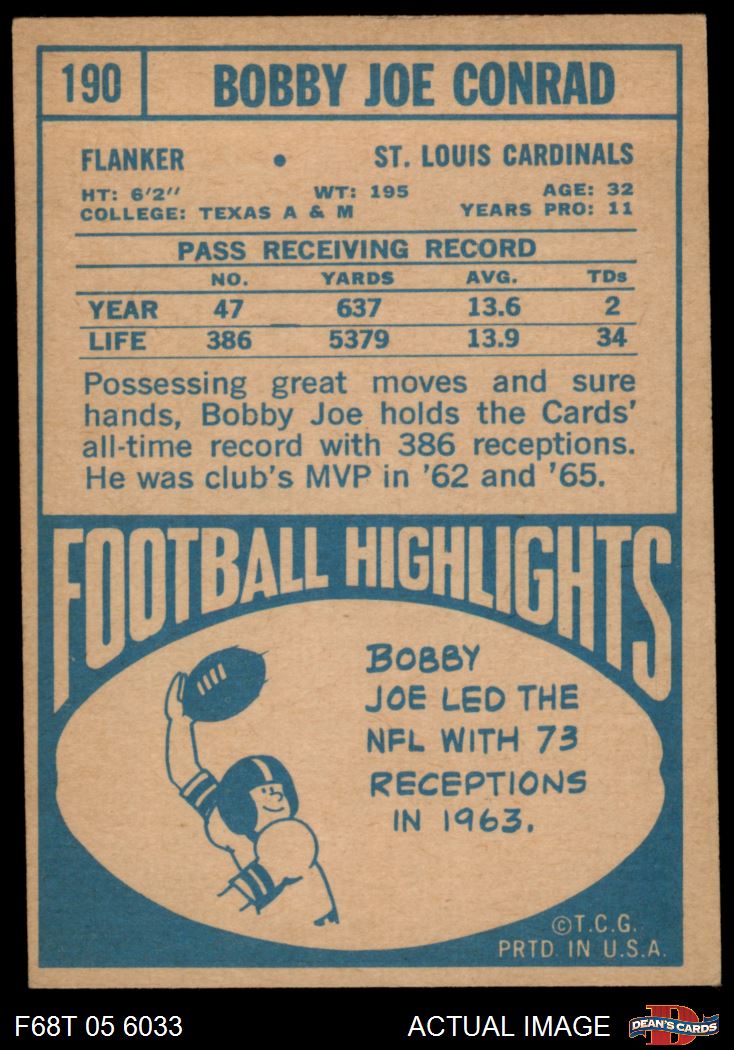 190 BOBBY JOE CONRAD
FLANKER • ST. LOUIS CARDINALS
HT: 6'2" WT: 195 AGE: 32
COLLEGE: TEXAS A & M YEARS PRO: 11
PASS RECEIVING RECORD
NO. YARDS AVG. TDs
YEAR 47 637 13.6 2
LIFE 386 5379 13.9 34
Possessing great moves and sure
hands, Bobby Joe holds the Cards'
all-time record with 386 receptions.
He was club's MVP in '62 and '65.
FOOTBALL HIGHLIGHTS
BOBBY
JOE LED THE
NFL WITH 73
RECEPTIONS
IN 1963.
©T.C.G.
PRTD. IN U.S.A.
F68T 05 6033 ACTUAL IMAGE DEAN'S CARDS